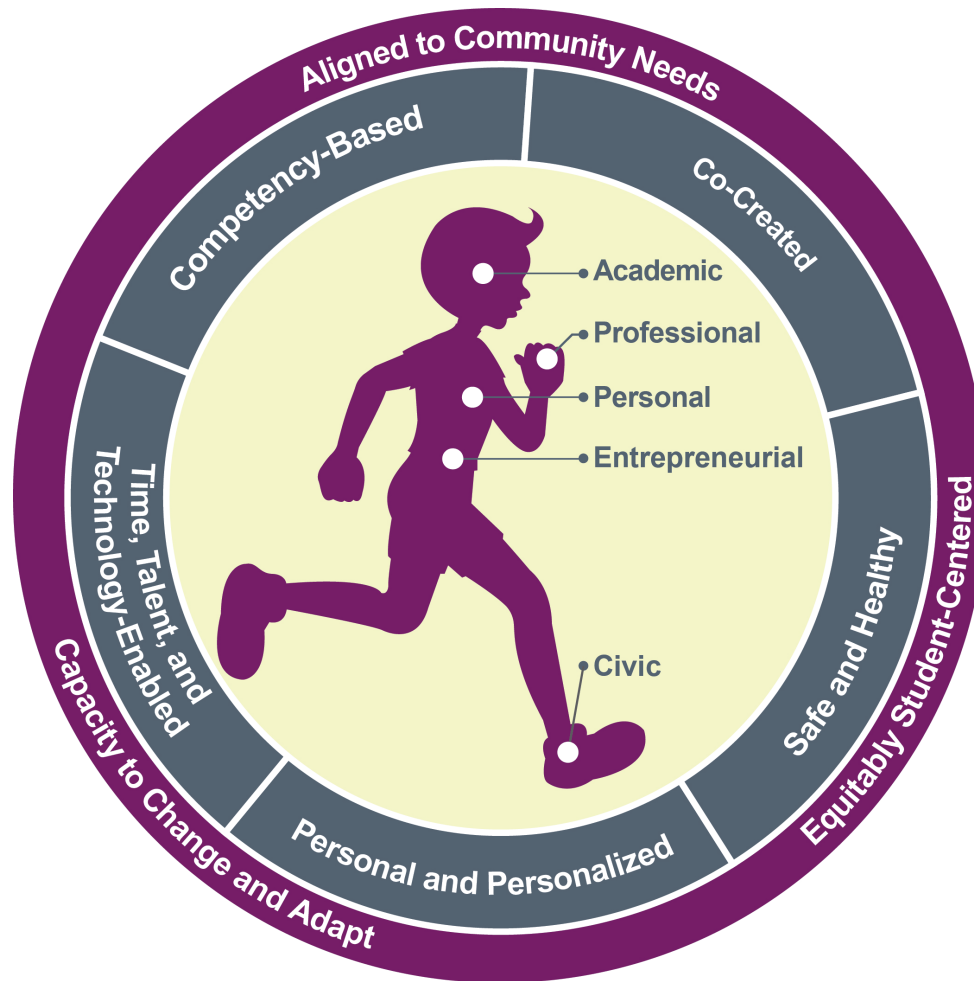 Aligned to Community Needs
Competency-Based
Co-Created
Academic
Professional
Personal
Entrepreneurial
Time, Talent, and
Technology-Enabled
Safe and Healthy
Equitably Student-Centered
Civic
Capacity to Change and Adapt
Personal and Personalized